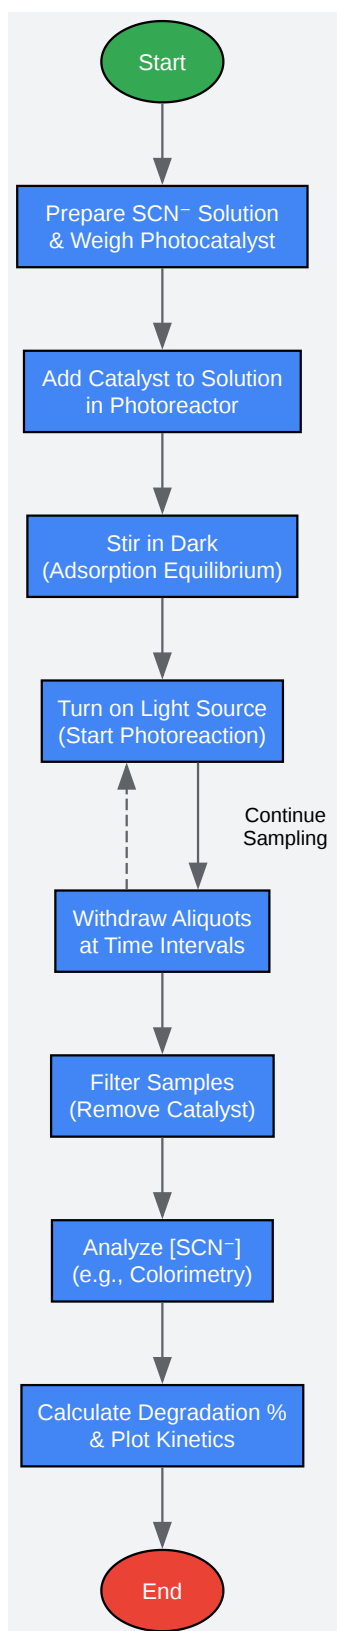 Start
Prepare SCN⁻ Solution
& Weigh Photocatalyst
Add Catalyst to Solution
in Photoreactor
Stir in Dark
(Adsorption Equilibrium)
Turn on Light Source
(Start Photoreaction)
Continue
Sampling
Withdraw Aliquots
at Time Intervals
Filter Samples
(Remove Catalyst)
Analyze [SCN⁻]
(e.g., Colorimetry)
Calculate Degradation %
& Plot Kinetics
End